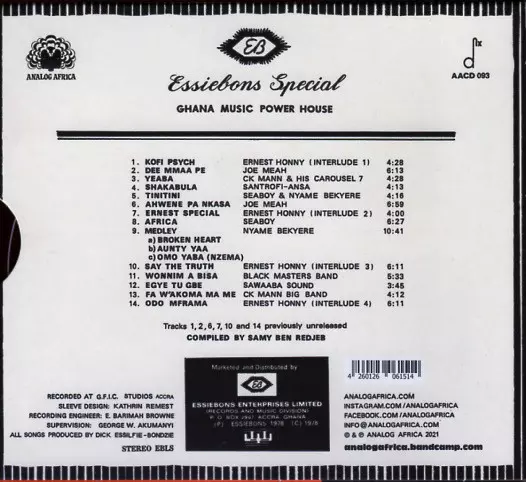 EB
ANALOG AFRICA
AACD 093
Essiebons Special
GHANA MUSIC POWER HOUSE
1. KOFI PSYCH ERNEST HONNY (INTERLUDE 1) 4:28
2. DEE MMAA PE JOE MEAH 6:13
3. YEABA CK MANN & HIS CAROUSEL 7 4:28
4. SHAKABULA SANTROFI-ANSA 4:13
5. TINITINI SEABOY & NYAME BEKYERE 4:16
6. AHWENE PA NKASA JOE MEAH 6:59
7. ERNEST SPECIAL ERNEST HONNY (INTERLUDE 2) 4:00
8. AFRICA SEABOY 6:27
9. MEDLEY NYAME BEKYERE 10:41
a) BROKEN HEART
b) AUNTY YAA
c) OMO YABA (NZEMA)
10. SAY THE TRUTH ERNEST HONNY (INTERLUDE 3) 6:11
11. WONNIM A BISA BLACK MASTERS BAND 5:33
12. EGYE TU GBE SAWAABA SOUND 3:45
13. FA W'AKOMA MA ME CK MANN BIG BAND 4:12
14. ODO MFRAMA ERNEST HONNY (INTERLUDE 4) 6:11
Tracks 1, 2, 6, 7, 10 and 14 previously unreleased
COMPILED BY SAMY BEN REDJEB
RECORDED AT G.F.I.C. STUDIOS ACCRA
SLEEVE DESIGN: KATHRIN REMEST
RECORDING ENGINEER: E. BARIMAH BROWNE
SUPERVISION: GEORGE W. AKUMANYI
ALL SONGS PRODUCED BY DICK ESSILFIE-BONDZIE
STEREO EBLS
Marketed and Distributed by
EB
ESSIEBONS ENTERPRISES LIMITED
(RECORDS AND MUSIC DIVISION)
P. O. BOX 2997 ACCRA GHANA
(P) ESSIEBONS 1978 (C) 1978
4 260126 061514
ANALOGAFRICA.COM
INSTAGRAM.COM/ANALOGAFRICA
FACEBOOK.COM/ANALOGAFRICA
INFO@ANALOGAFRICA.COM
℗ & © ANALOG AFRICA 2021
analogafrica.bandcamp.com